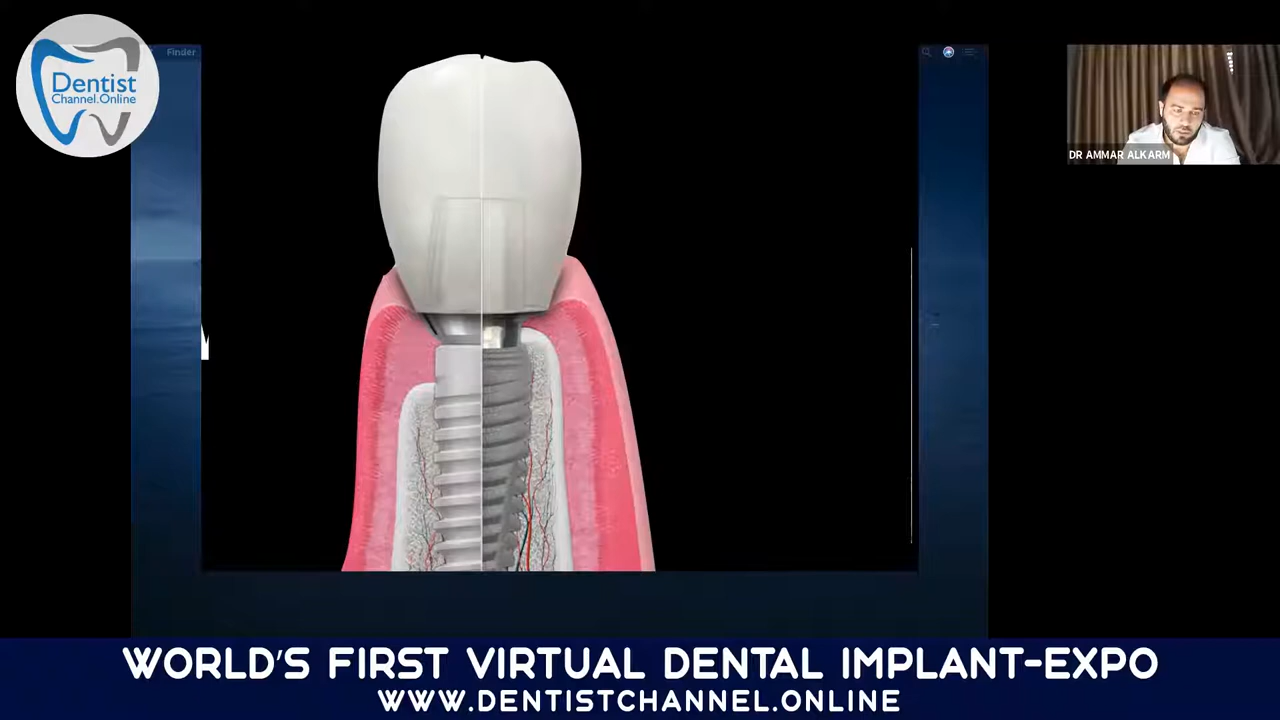 Dentist
Channel.Online
Finder
DR AMMAR ALKARM
WORLD'S FIRST VIRTUAL DENTAL IMPLANT-EXPO
WWW.DENTISTCHANNEL.ONLINE